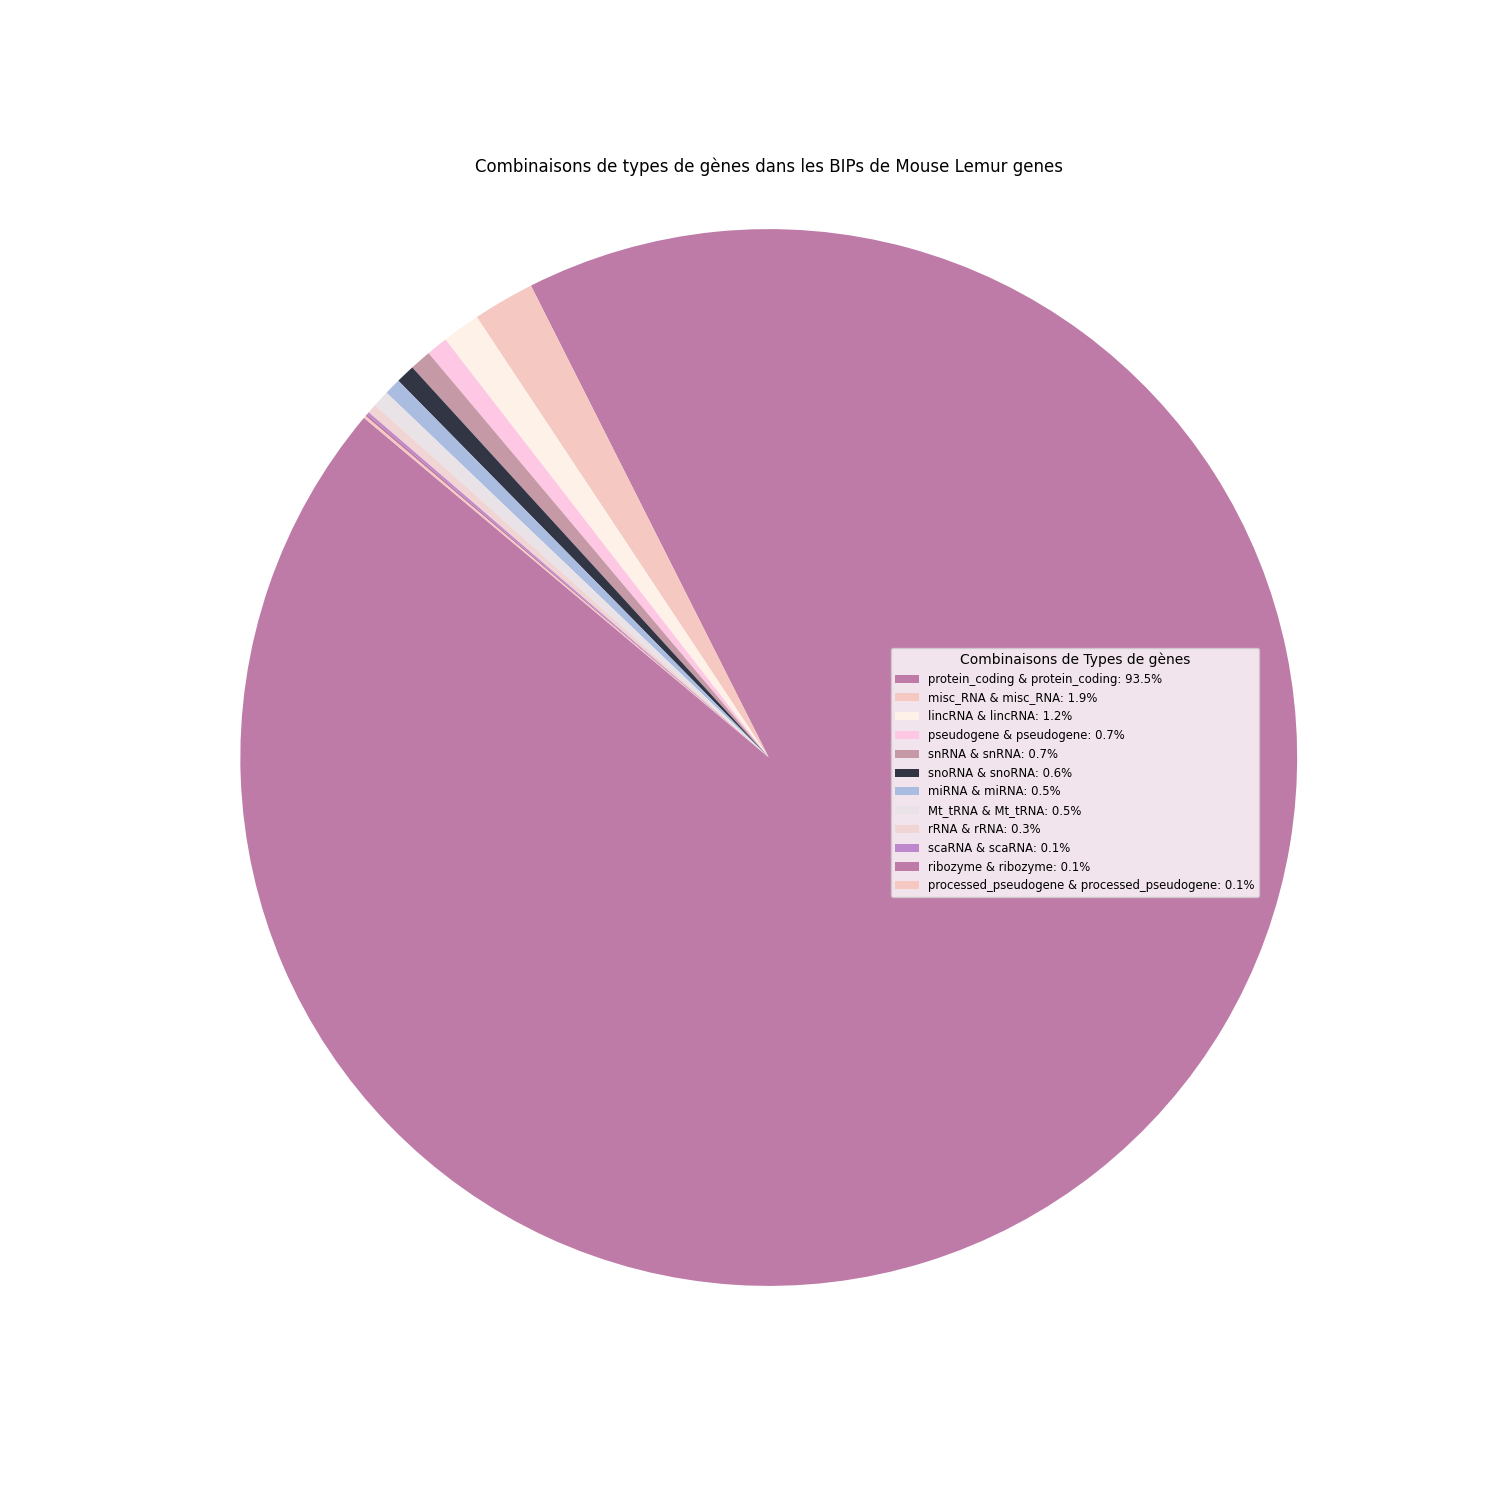 Combinaisons de types de gènes dans les BIPs de Mouse Lemur genes
Combinaisons de Types de gènes
protein_coding & protein_coding: 93.5%
misc_RNA & misc_RNA: 1.9%
lincRNA & lincRNA: 1.2%
pseudogene & pseudogene: 0.7%
snRNA & snRNA: 0.7%
snoRNA & snoRNA: 0.6%
miRNA & miRNA: 0.5%
Mt_tRNA & Mt_tRNA: 0.5%
rRNA & rRNA: 0.3%
scaRNA & scaRNA: 0.1%
ribozyme & ribozyme: 0.1%
processed_pseudogene & processed_pseudogene: 0.1%